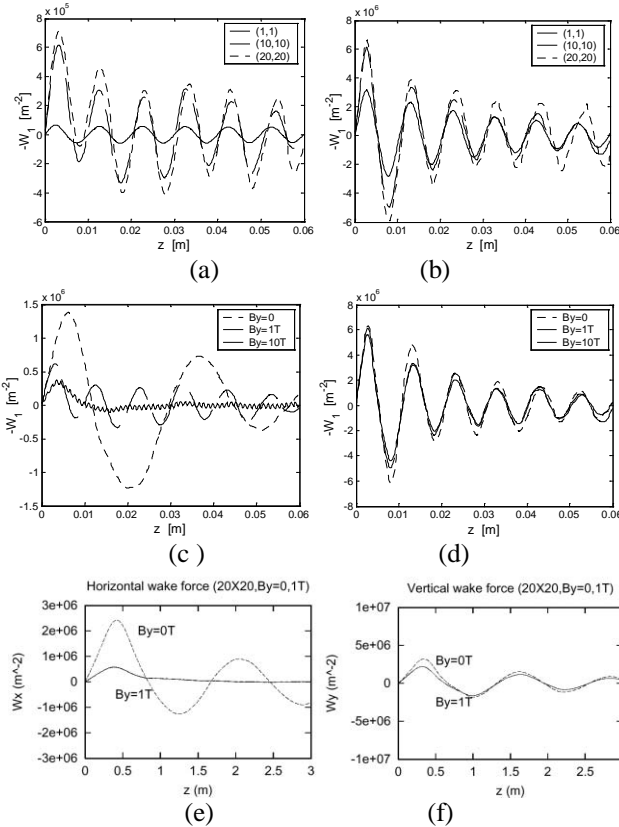 x 10^5
8
6
4
2
0
-2
-4
-6
-W_1 [m^-2]
(1,1)
(10,10)
(20,20)
0 0.01 0.02 0.03 0.04 0.05 0.06
z [m]
(a)
x 10^6
8
6
4
2
0
-2
-4
6
-W_1 [m^-2]
(1,1)
(10,10)
(20,20)
0 0.01 0.02 0.03 0.04 0.05 0.06
z [m]
(b)
x 10^6
1.5
1
0.5
0
-0.5
-1
-1.5
-W_1 [m^-2]
By=0
By=1T
By=10T
0 0.01 0.02 0.03 0.04 0.05 0.06
z [m]
(c )
x 10^6
8
6
4
2
0
-2
-4
-6
-8
-W_1 [m^-2]
By=0
By=1T
By=10T
0 0.01 0.02 0.03 0.04 0.05 0.06
z [m]
(d)
Horizontal wake force (20X20,By=0,1T)
3e+06
2e+06
1e+06
0
-1e+06
-2e+06
-3e+06
Wx (m^-2)
By=0T
By=1T
0 0.5 1 1.5 2 2.5 3
z (m)
(e)
Vertical wake force (20X20,By=0,1T)
1e+07
5e+06
0
-5e+06
-1e+07
Wy (m^-2)
By=0T
By=1T
0 0.5 1 1.5 2 2.5
z (m)
(f)